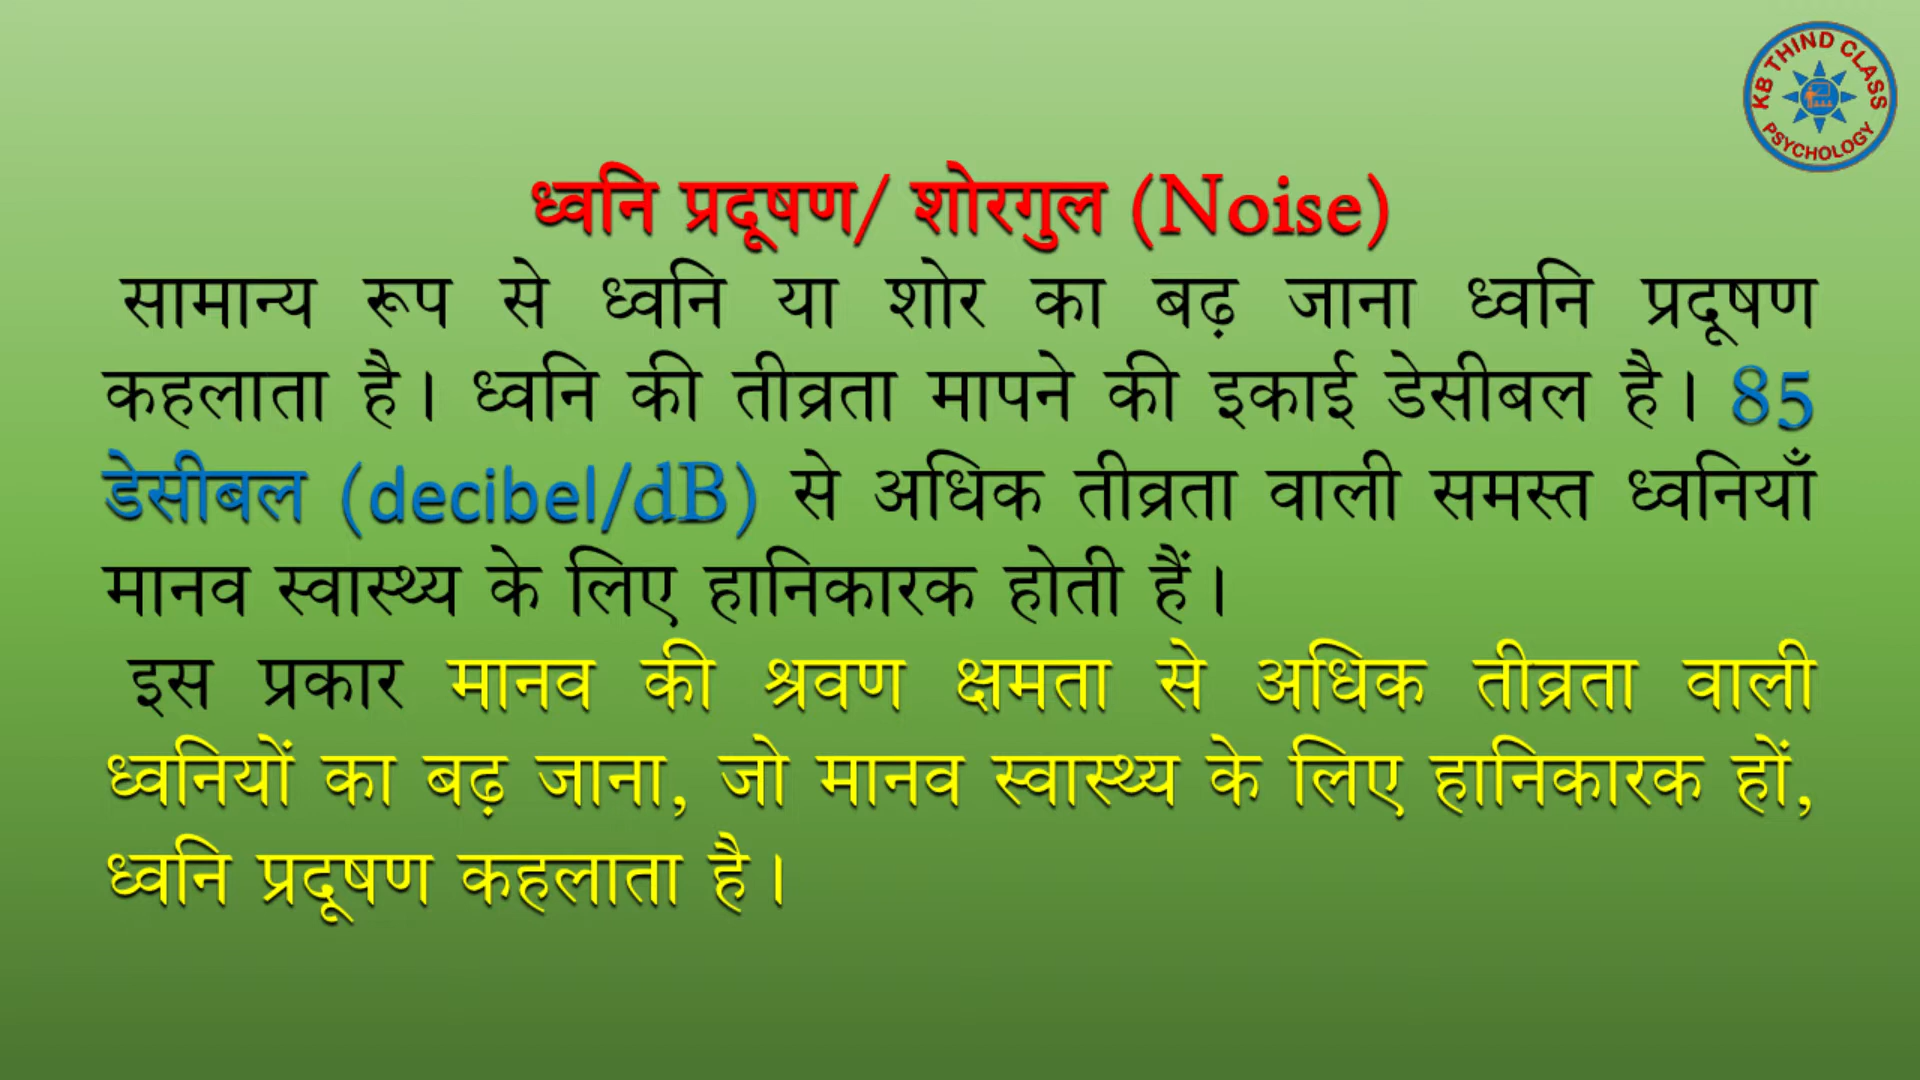 KB THIND CLASS
PSYCHOLOGY
ध्वनि प्रदूषण/ शोरगुल (Noise)
सामान्य रूप से ध्वनि या शोर का बढ़ जाना ध्वनि प्रदूषण
कहलाता है। ध्वनि की तीव्रता मापने की इकाई डेसीबल है। 85
डेसीबल (decibel/dB) से अधिक तीव्रता वाली समस्त ध्वनियाँ
मानव स्वास्थ्य के लिए हानिकारक होती हैं।
इस प्रकार मानव की श्रवण क्षमता से अधिक तीव्रता वाली
ध्वनियों का बढ़ जाना, जो मानव स्वास्थ्य के लिए हानिकारक हों,
ध्वनि प्रदूषण कहलाता है।